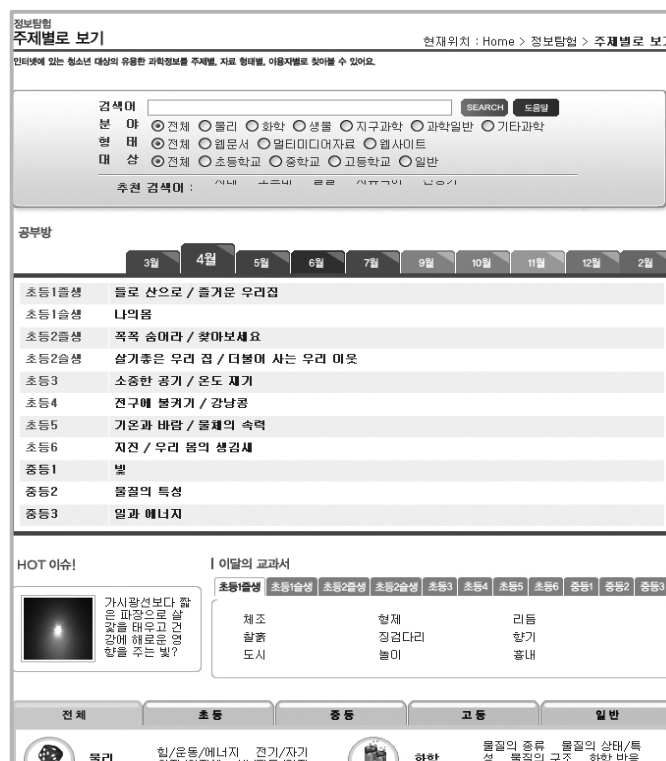 정보탐험
주제별로 보기
현재위치 : Home > 정보탐험 > 주제별로 보기
인터넷에 있는 청소년 대상의 유용한 과학정보를 주제별, 자료 형태별, 이용자별로 찾아볼 수 있어요.
검색어 SEARCH 도움말
분 야 전체 물리 화학 생물 지구과학 과학일반 기타과학
형 태 전체 웹문서 멀티미디어자료 웹사이트
대 상 전체 초등학교 중학교 고등학교 일반
추천 검색어 :
공부방
3월 4월 5월 6월 7월 9월 10월 11월 12월 2월
초등1즐생 들로 산으로 / 즐거운 우리집
초등1슬생 나의몸
초등2즐생 꼭꼭 숨어라 / 찾아보세요
초등2슬생 살기좋은 우리 집 / 더불어 사는 우리 이웃
초등3 소중한 공기 / 온도 재기
초등4 전구에 불켜기 / 강낭콩
초등5 기온과 바람 / 물체의 속력
초등6 지진 / 우리 몸의 생김새
중등1 빛
중등2 물질의 특성
중등3 일과 에너지
HOT 이슈!
가시광선보다 짧
은 파장으로 살
갗을 태우고 건
강에 해로운 영
향을 주는 빛?
이달의 교과서
초등1즐생 초등1슬생 초등2즐생 초등2슬생 초등3 초등4 초등5 초등6 중등1 중등2 중등3
체조 형제 리듬
찰흙 징검다리 향기
도시 놀이 흉내
전체 초등 중등 고등 일반
물리 힘/운동/에너지 전기/자기
화학 물질의 종류 물질의 상태/특
성 물질의 구조 화학 반응